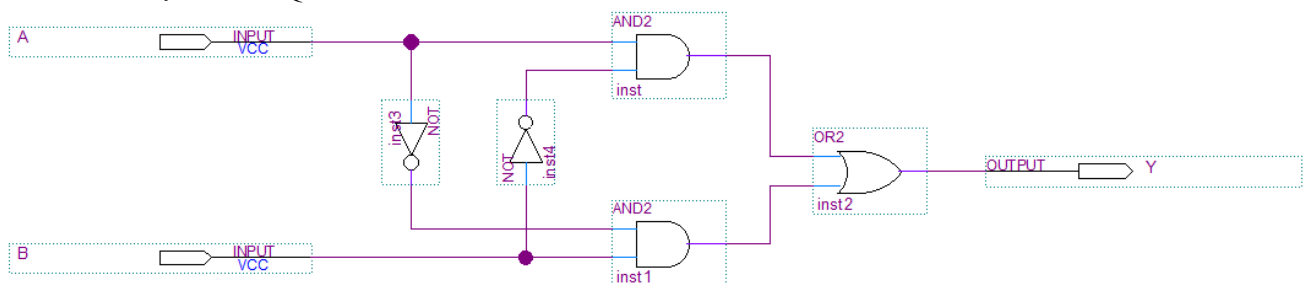 AND2
A
INPUT
VCC
inst
inst3
NOT
NOT
inst4
OR2
OUTPUT
Y
inst2
AND2
B
INPUT
VCC
inst1